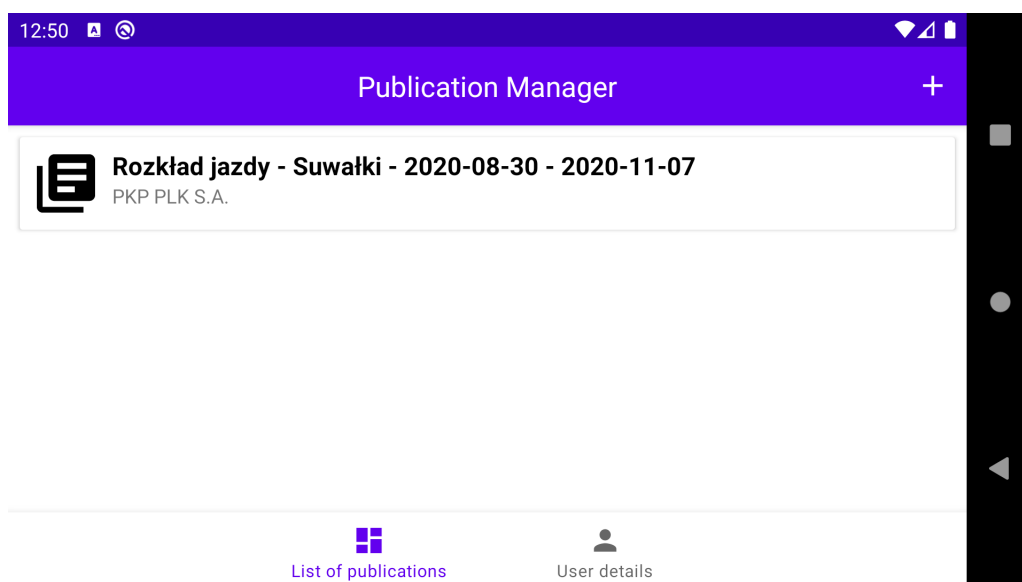 12:50
Publication Manager
Rozkład jazdy - Suwałki - 2020-08-30 - 2020-11-07
PKP PLK S.A.
List of publications
User details